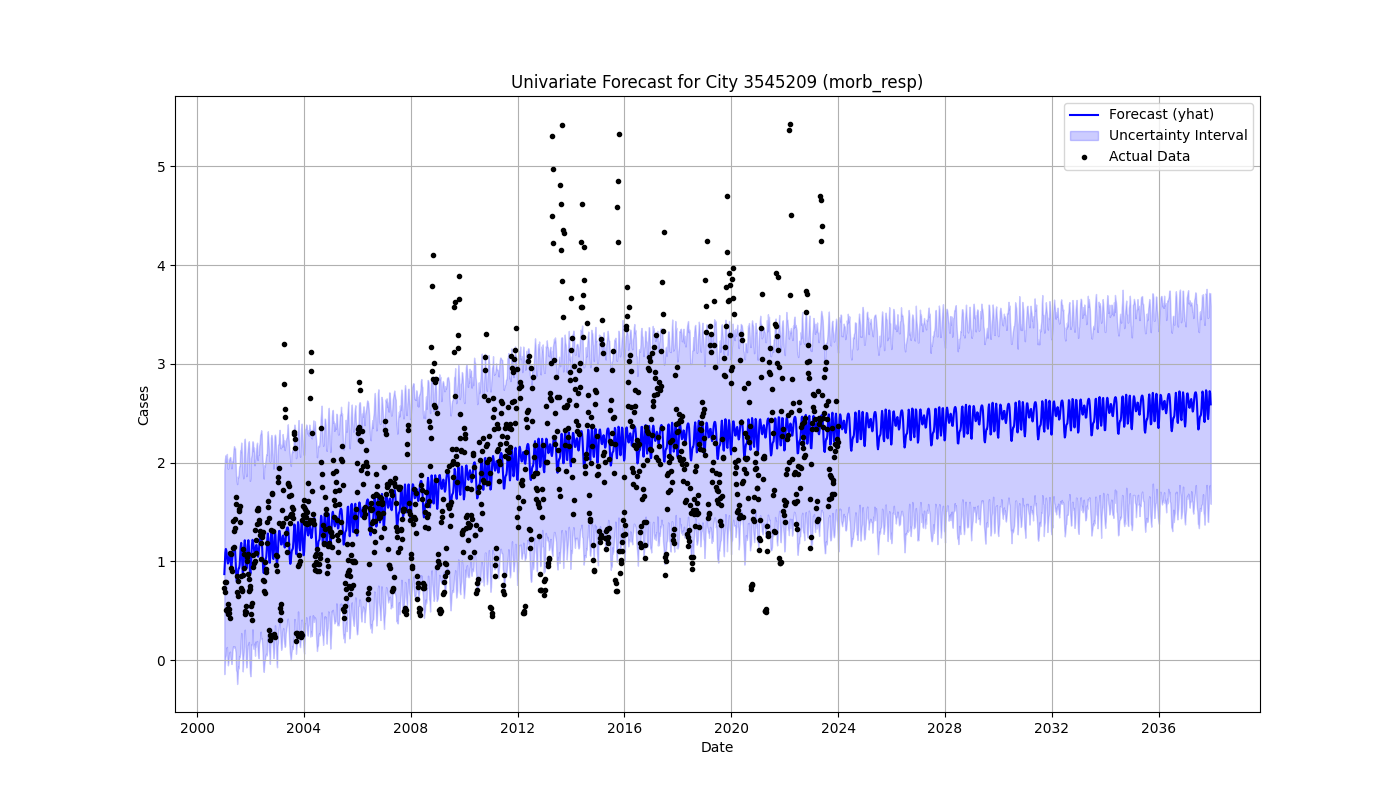 Univariate Forecast for City 3545209 (morb_resp)
Forecast (yhat)
Uncertainty Interval
Actual Data
Cases
5
4
3
2
1
0
2000 2004 2008 2012 2016 2020 2024 2028 2032 2036
Date